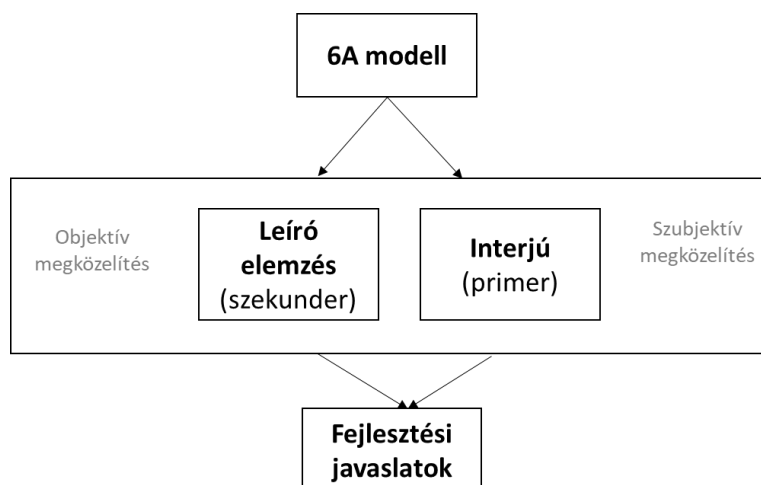 6A modell
Objektív
megközelítés
Leíró
elemzés
(szekunder)
Interjú
(primer)
Szubjektív
megközelítés
Fejlesztési
javaslatok